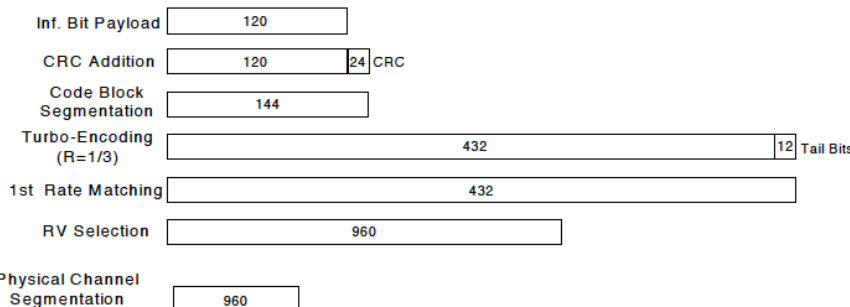 Inf. Bit Payload 120
CRC Addition 120 24 CRC
Code Block
Segmentation 144
Turbo-Encoding
(R=1/3) 432 12 Tail Bits
1st Rate Matching 432
RV Selection 960
Physical Channel
Segmentation 960